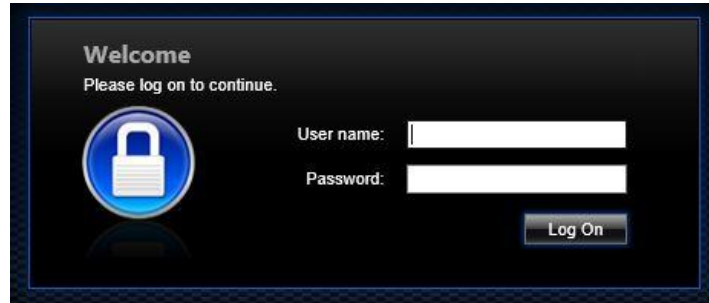 Welcome
Please log on to continue.
User name:
Password:
Log On